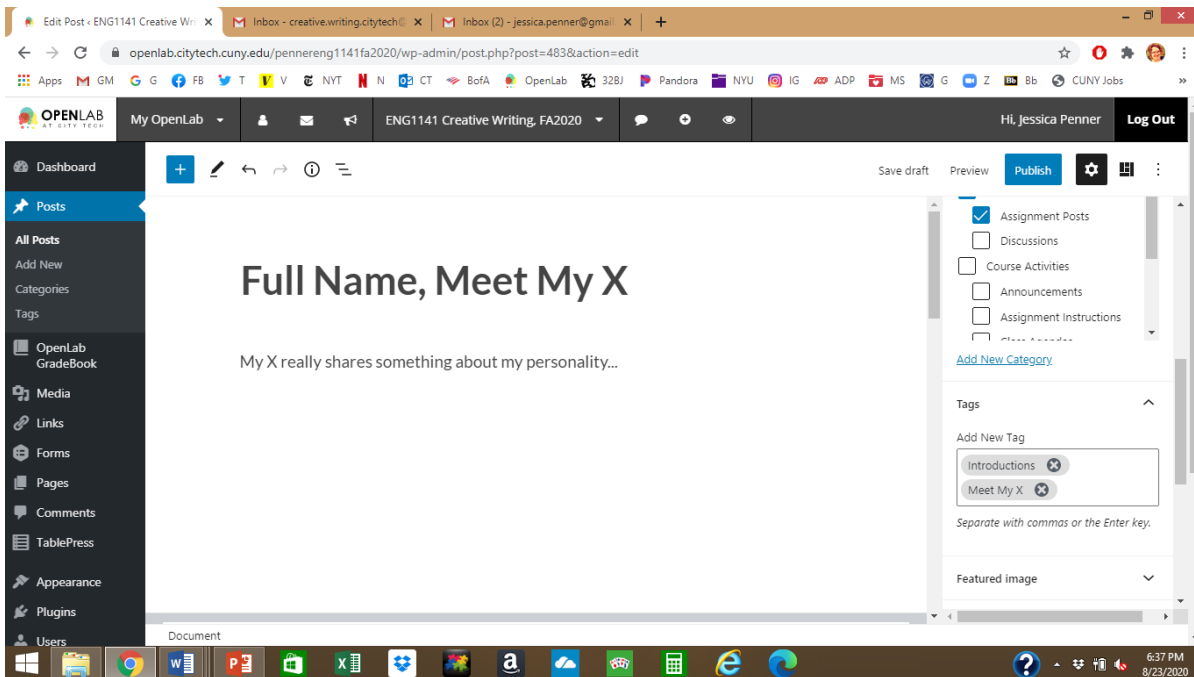 Edit Post ‹ ENG1141 Creative Wri
Inbox - creative.writing.citytech@
Inbox (2) - jessica.penner@gmail
openlab.citytech.cuny.edu/pennereng1141fa2020/wp-admin/post.php?post=483&action=edit
Apps GM G FB T V NYT N CT BofA OpenLab 32BJ Pandora NYU IG ADP MS G Z Bb CUNY Jobs »
OPENLAB
AT CITY TECH
My OpenLab
ENG1141 Creative Writing, FA2020
Hi, Jessica Penner
Log Out
Dashboard
Posts
All Posts
Add New
Categories
Tags
OpenLab
GradeBook
Media
Links
Forms
Pages
Comments
TablePress
Appearance
Plugins
Users
Save draft
Preview
Publish
Full Name, Meet My X
My X really shares something about my personality...
Assignment Posts
Discussions
Course Activities
Announcements
Assignment Instructions
Add New Category
Tags
Add New Tag
Introductions
Meet My X
Separate with commas or the Enter key.
Featured image
Document
6:37 PM
8/23/2020